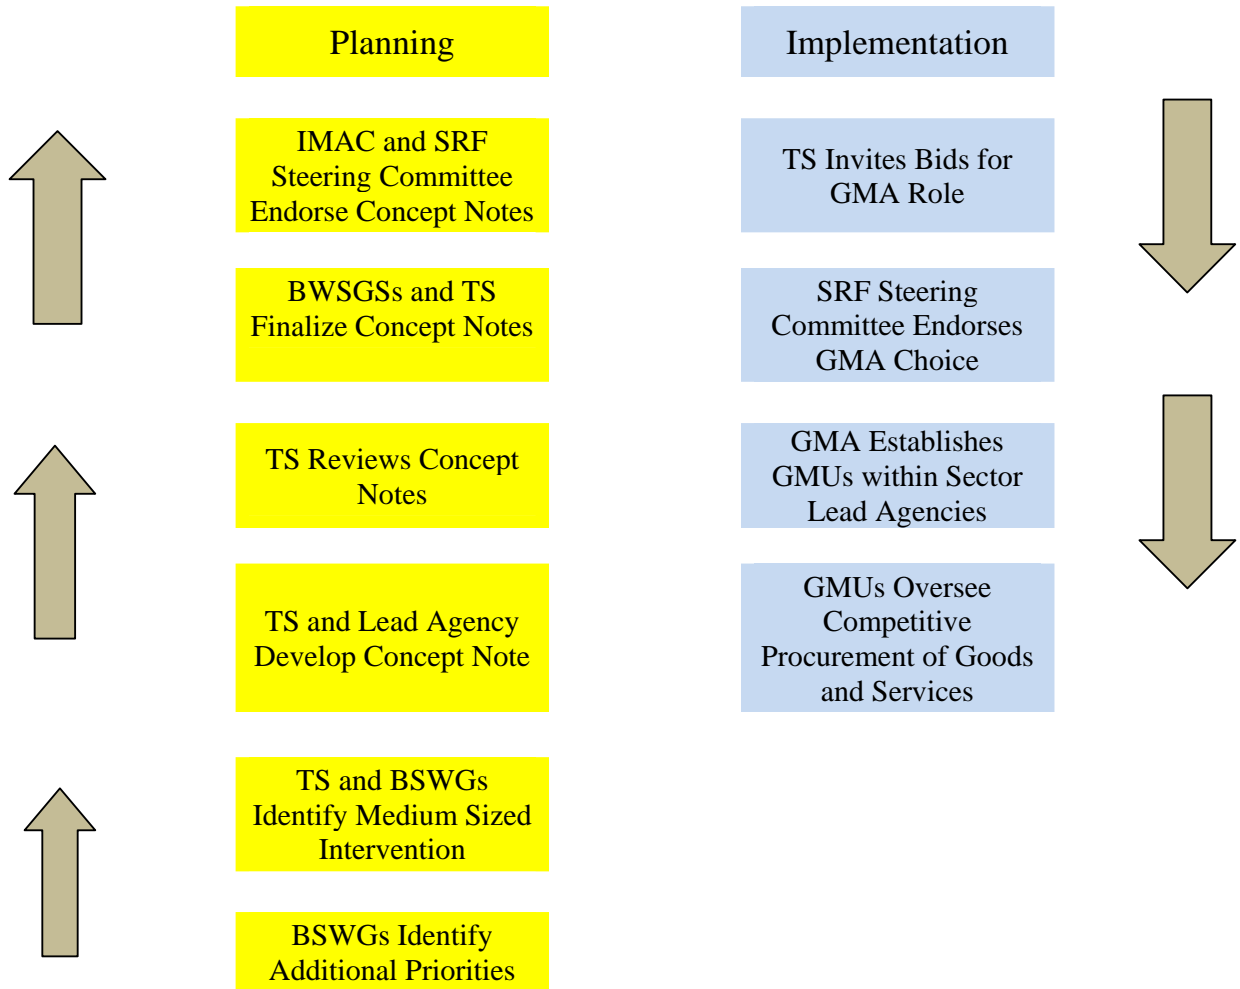 Planning
IMAC and SRF
Steering Committee
Endorse Concept Notes
BWSGSs and TS
Finalize Concept Notes
TS Reviews Concept
Notes
TS and Lead Agency
Develop Concept Note
TS and BSWGs
Identify Medium Sized
Intervention
BSWGs Identify
Additional Priorities
Implementation
TS Invites Bids for
GMA Role
SRF Steering
Committee Endorses
GMA Choice
GMA Establishes
GMUs within Sector
Lead Agencies
GMUs Oversee
Competitive
Procurement of Goods
and Services